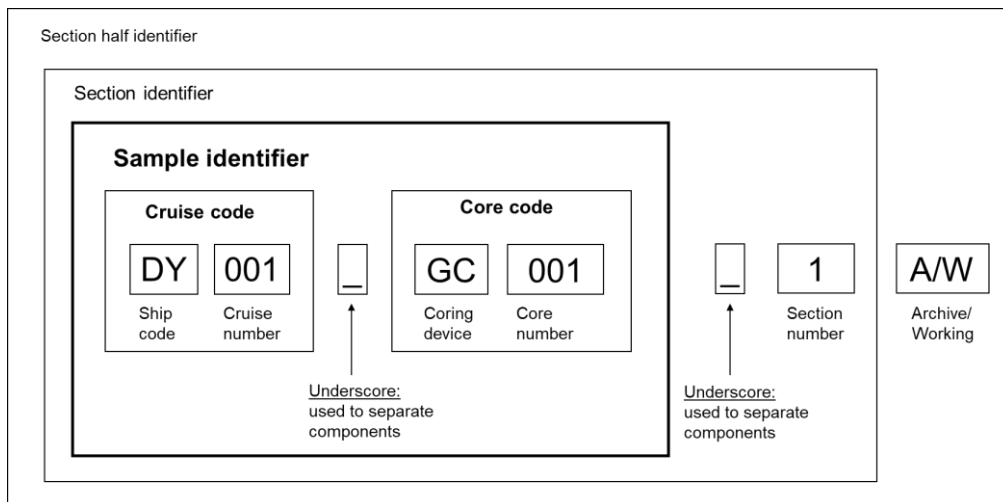 Section half identifier
Section identifier
Sample identifier
Cruise code
Core code
DY 001 _ GC 001 _ 1 A/W
Ship code
Cruise number
Coring device
Core number
Section number
Archive/
Working
Underscore:
used to separate
components
Underscore:
used to separate
components